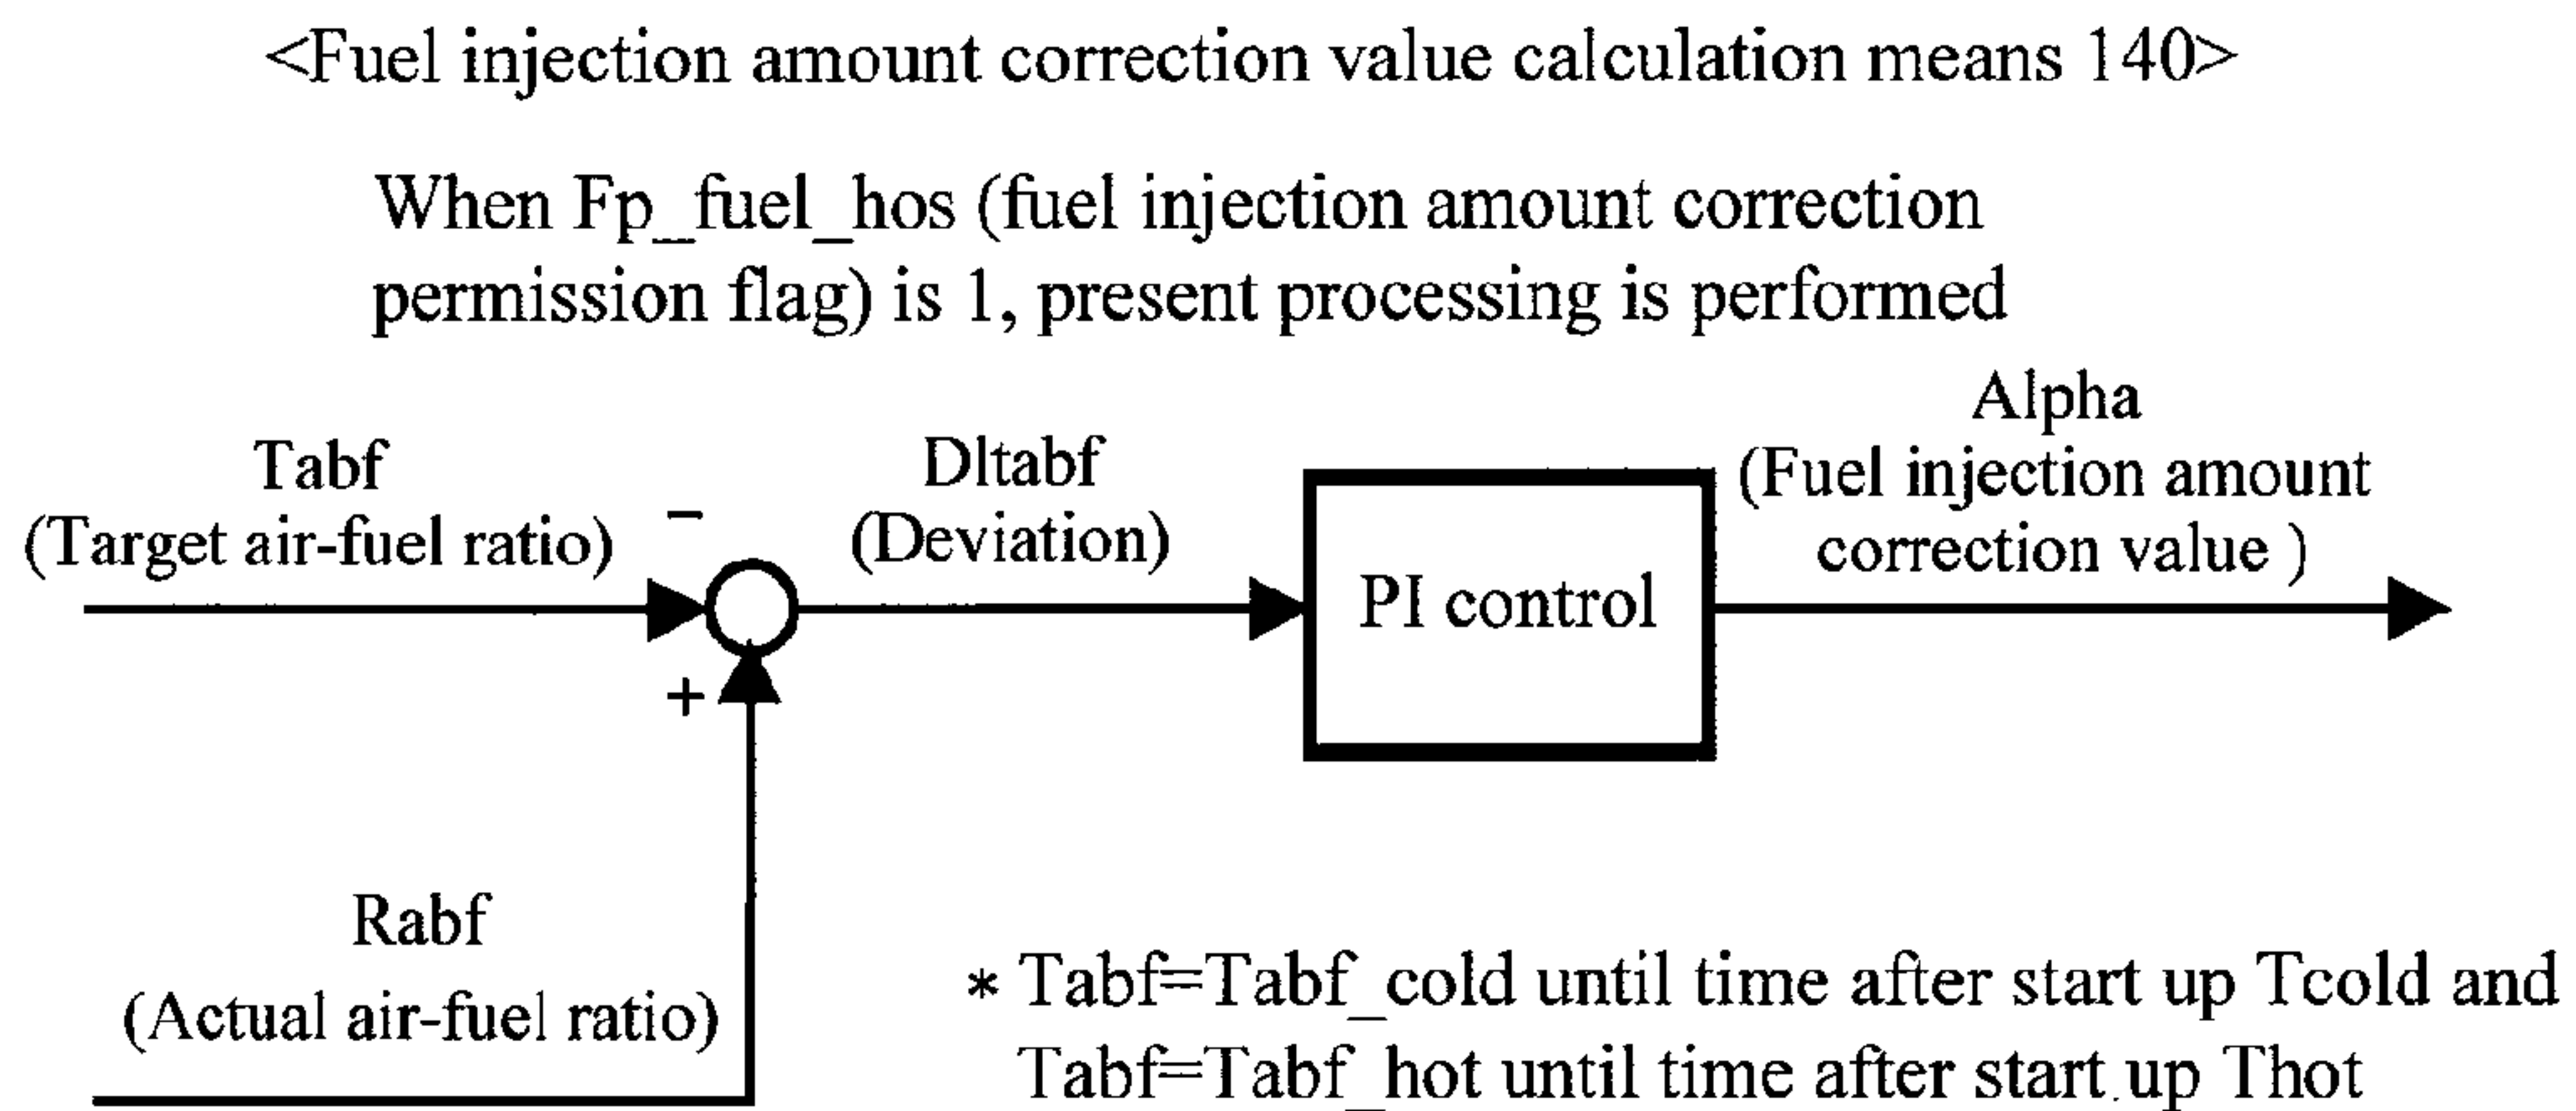 <Fuel injection amount correction value calculation means 140>
When Fp_fuel_hos (fuel injection amount correction
permission flag) is 1, present processing is performed
Tabf
(Target air-fuel ratio)
−
+
Dltabf
(Deviation)
PI control
Alpha
(Fuel injection amount
correction value )
Rabf
(Actual air-fuel ratio)
* Tabf=Tabf_cold until time after start up Tcold and
Tabf=Tabf_hot until time after start up Thot